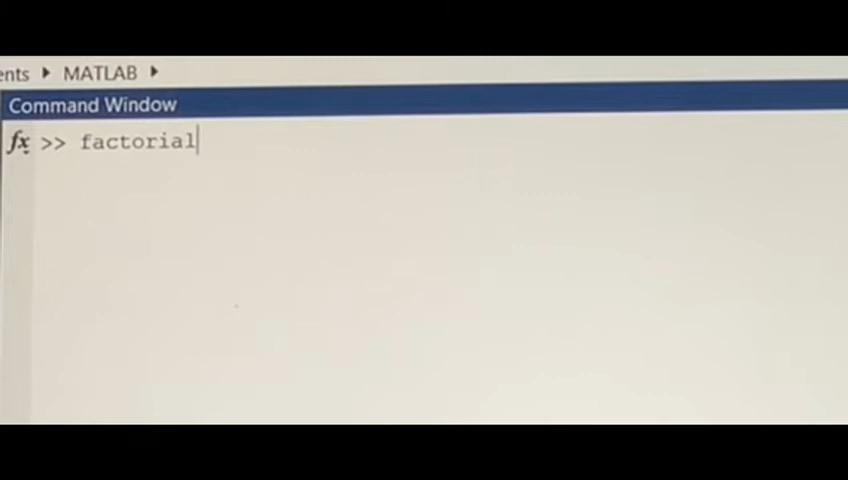 ents ▶ MATLAB ▶
Command Window
fx >> factorial